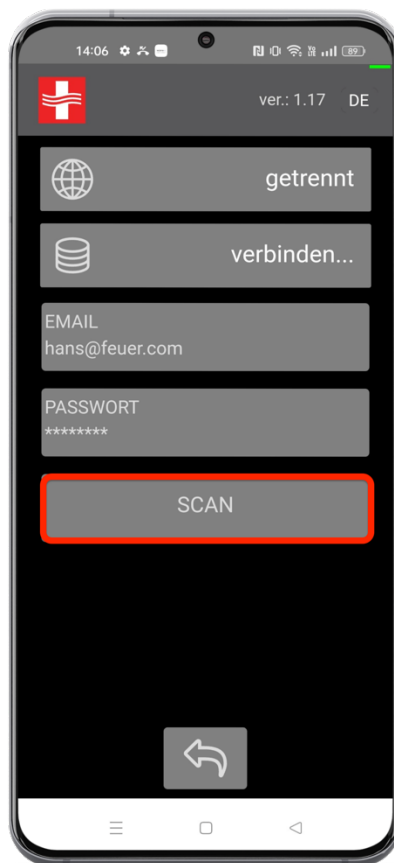 14:06 89
ver.: 1.17 DE
getrennt
verbinden...
EMAIL
hans@feuer.com
PASSWORT
********
SCAN